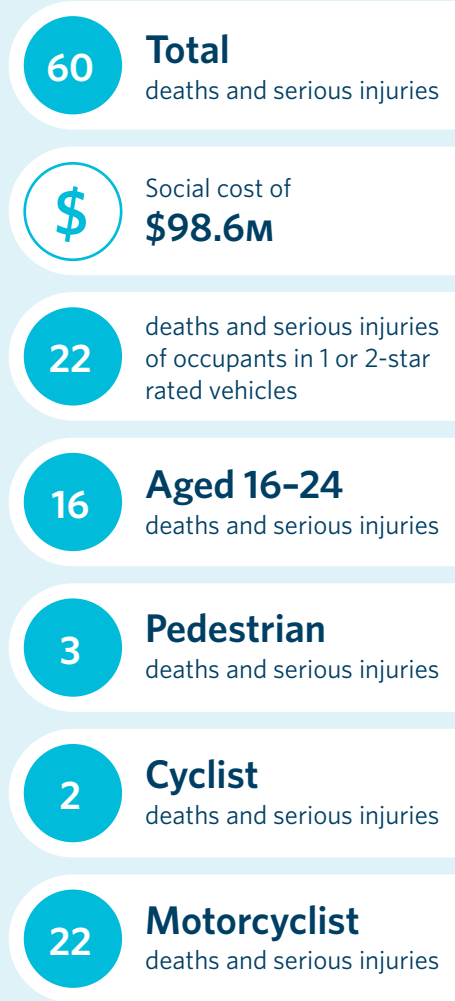 60
Total
deaths and serious injuries
$
Social cost of
$98.6M
22
deaths and serious injuries
of occupants in 1 or 2-star
rated vehicles
16
Aged 16–24
deaths and serious injuries
3
Pedestrian
deaths and serious injuries
2
Cyclist
deaths and serious injuries
22
Motorcyclist
deaths and serious injuries